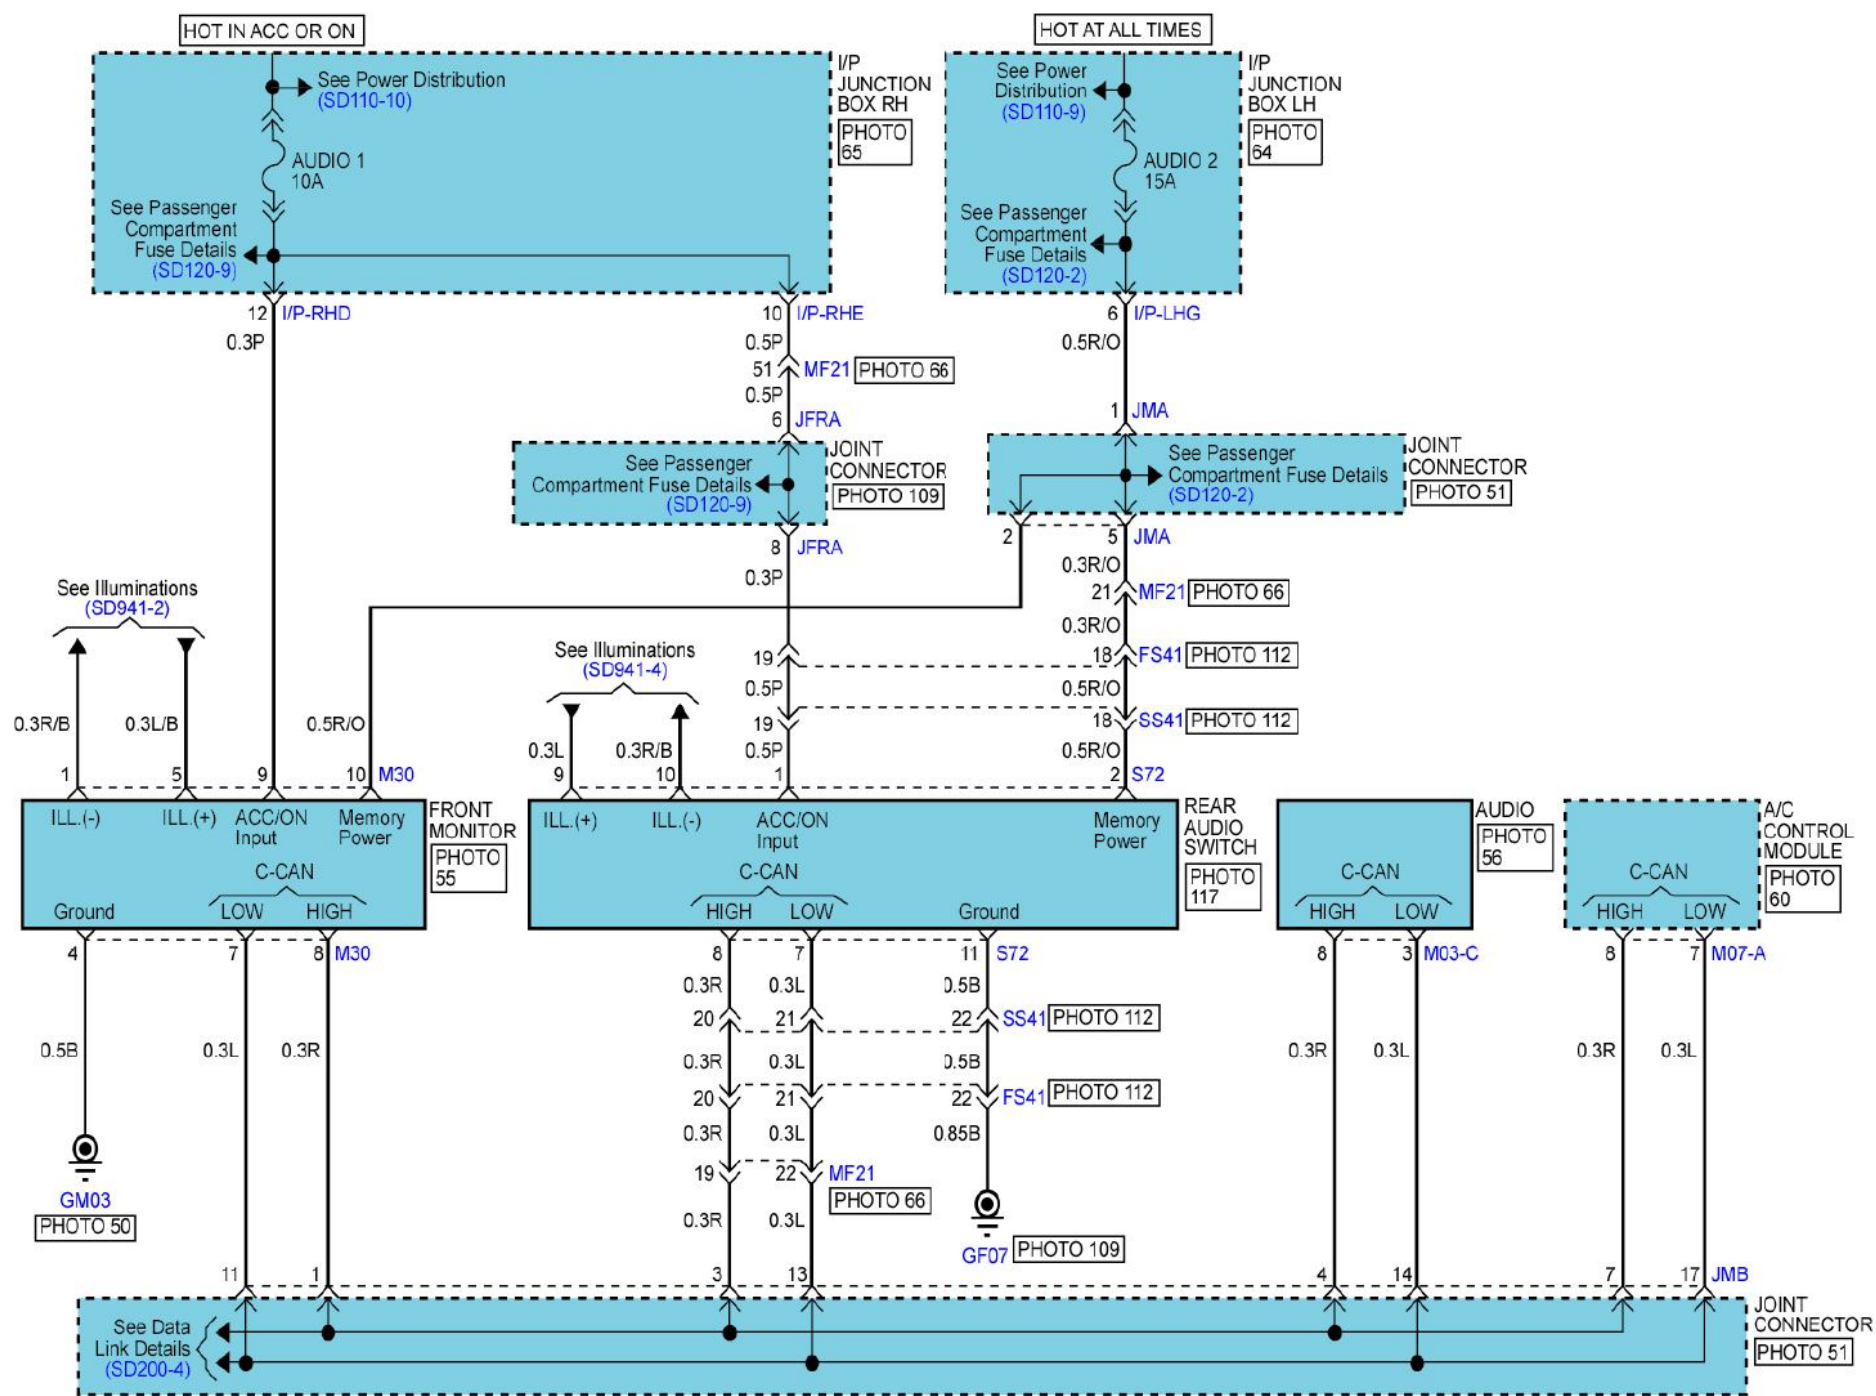 HOT IN ACC OR ON
HOT AT ALL TIMES
See Power Distribution
(SD110-10)
AUDIO 1
10A
See Passenger
Compartment
Fuse Details
(SD120-9)
I/P
JUNCTION
BOX RH
PHOTO
65
See Power
Distribution
(SD110-9)
AUDIO 2
15A
See Passenger
Compartment
Fuse Details
(SD120-2)
I/P
JUNCTION
BOX LH
PHOTO
64
12 I/P-RHD
0.3P
10 I/P-RHE
0.5P
51 MF21 PHOTO 66
0.5P
6 JFRA
6 I/P-LHG
0.5R/O
1 JMA
See Passenger
Compartment Fuse Details
(SD120-9)
JOINT
CONNECTOR
PHOTO 109
See Passenger
Compartment Fuse Details
(SD120-2)
JOINT
CONNECTOR
PHOTO 51
8 JFRA
0.3P
2 5 JMA
0.3R/O
21 MF21 PHOTO 66
0.3R/O
See Illuminations
(SD941-2)
See Illuminations
(SD941-4)
19 18 FS41 PHOTO 112
0.5P 0.5R/O
19 18 SS41 PHOTO 112
0.3R/B 0.3L/B 0.5R/O
0.3L 0.3R/B 0.5P 0.5R/O
1 5 9 10 M30
9 10 1 2 S72
ILL.(-) ILL.(+) ACC/ON
Input
Memory
Power
C-CAN
Ground LOW HIGH
FRONT
MONITOR
PHOTO
55
ILL.(+) ILL.(-) ACC/ON
Input
Memory
Power
C-CAN
HIGH LOW Ground
REAR
AUDIO
SWITCH
PHOTO
117
C-CAN
HIGH LOW
AUDIO
PHOTO
56
C-CAN
HIGH LOW
A/C
CONTROL
MODULE
PHOTO
60
4 7 8 M30
8 7 11 S72
8 3 M03-C
8 7 M07-A
0.3R 0.3L 0.5B
20 21 22 SS41 PHOTO 112
0.5B 0.3L 0.3R
0.3R 0.3L 0.5B
0.3R 0.3L
0.3R 0.3L
20 21 22 FS41 PHOTO 112
0.3R 0.3L 0.85B
19 22 MF21
PHOTO 66
0.3R 0.3L
GM03
PHOTO 50
GF07 PHOTO 109
11 1 3 13 4 14 7 17 JMB
See Data
Link Details
(SD200-4)
JOINT
CONNECTOR
PHOTO 51